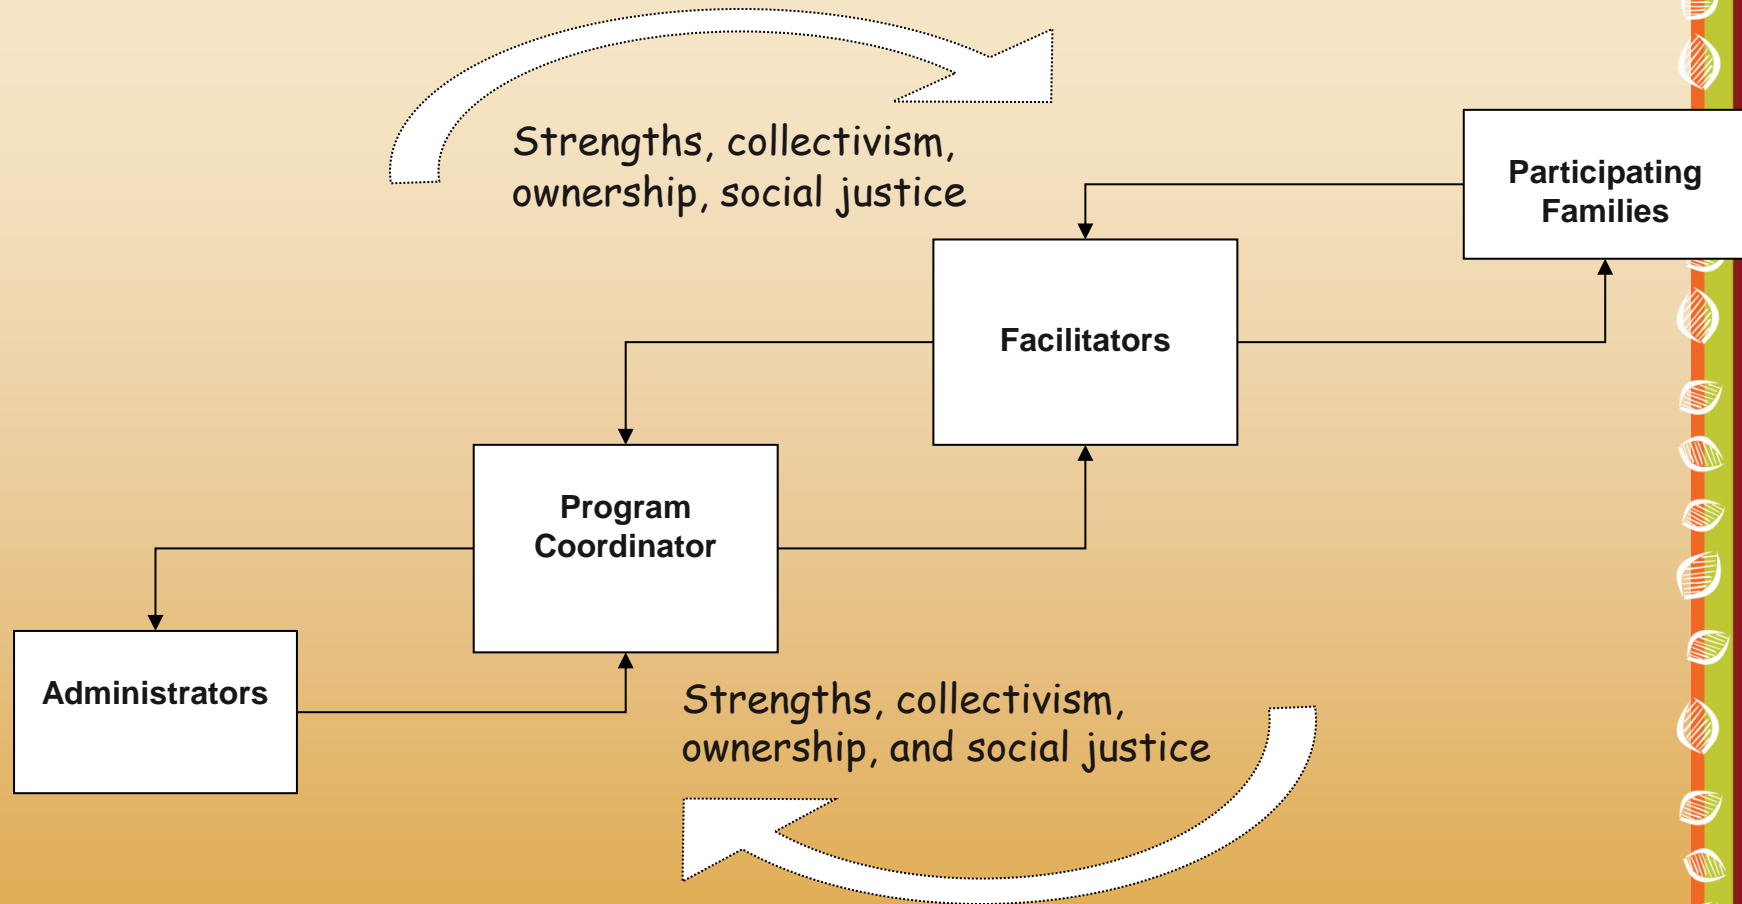 Strengths, collectivism,
ownership, social justice
Participating
Families
Facilitators
Program
Coordinator
Administrators
Strengths, collectivism,
ownership, and social justice